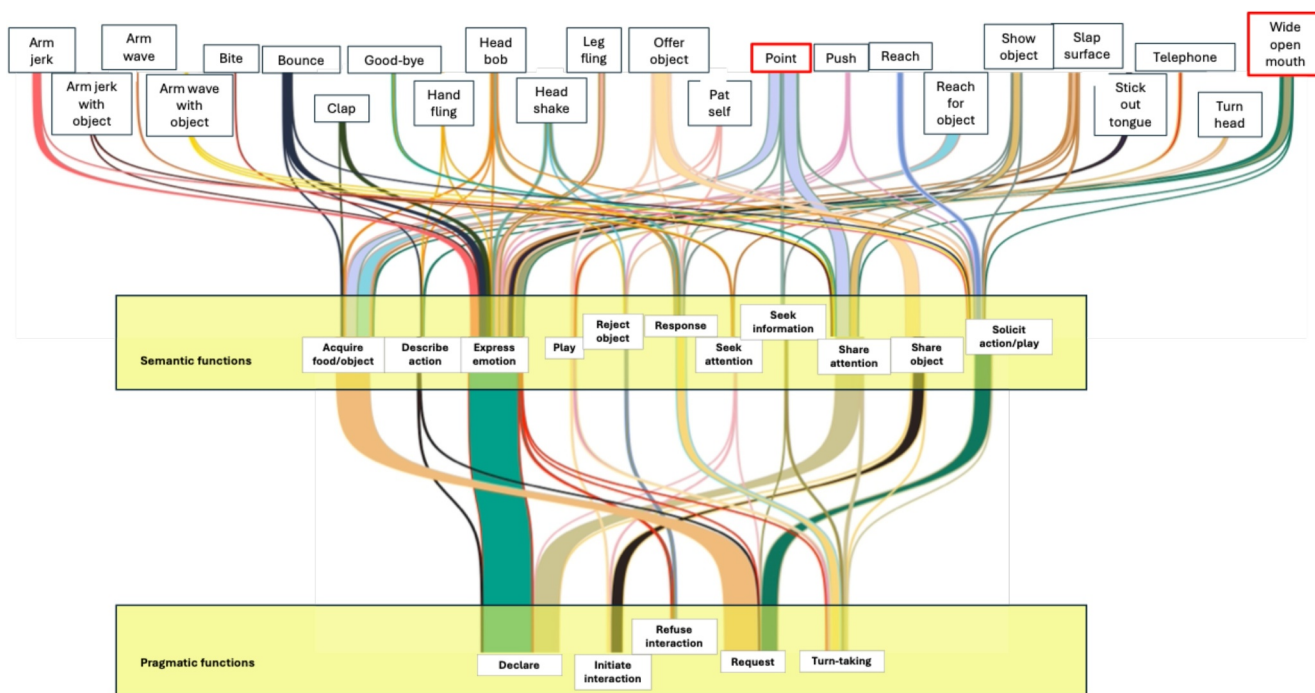 Arm
jerk
Arm
wave
Bite
Bounce
Good-bye
Head
bob
Leg
fling
Offer
object
Point
Push
Reach
Show
object
Slap
surface
Telephone
Wide
open
mouth
Arm jerk
with
object
Arm wave
with
object
Clap
Hand
fling
Head
shake
Pat
self
Reach
for
object
Stick
out
tongue
Turn
head
Semantic functions
Acquire
food/object
Describe
action
Express
emotion
Play
Reject
object
Response
Seek
attention
Seek
information
Share
attention
Share
object
Solicit
action/play
Pragmatic functions
Declare
Initiate
interaction
Refuse
interaction
Request
Turn-taking